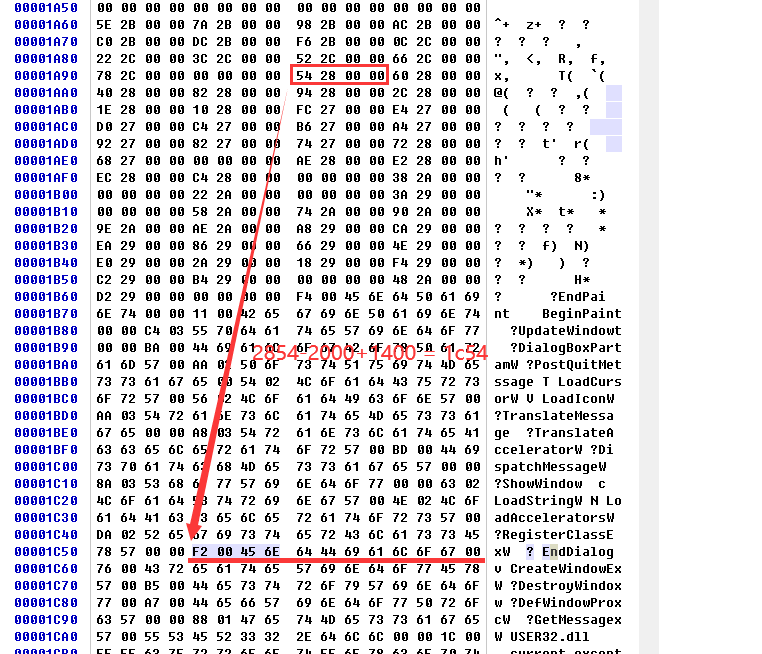 00001A50 00 00 00 00 00 00 00 00 00 00 00 00 00 00 00 00
00001A60 5E 2B 00 00 7A 2B 00 00 98 2B 00 00 AC 2B 00 00 ^+ z+ ? ?
00001A70 C0 2B 00 00 DC 2B 00 00 F6 2B 00 00 0C 2C 00 00 ? ? ? ,
00001A80 22 2C 00 00 3C 2C 00 00 52 2C 00 00 66 2C 00 00 ", <, R, f,
00001A90 78 2C 00 00 00 00 00 00 54 28 00 00 60 28 00 00 x, T( `(
00001AA0 40 28 00 00 82 28 00 00 94 28 00 00 2C 28 00 00 @( ? ? ,(
00001AB0 1E 28 00 00 10 28 00 00 FC 27 00 00 E4 27 00 00 ( ( ? ?
00001AC0 D0 27 00 00 C4 27 00 00 B6 27 00 00 A4 27 00 00 ? ? ? ?
00001AD0 92 27 00 00 82 27 00 00 74 27 00 00 72 28 00 00 ? ? t' r(
00001AE0 68 27 00 00 00 00 00 00 AE 28 00 00 E2 28 00 00 h' ? ?
00001AF0 EC 28 00 00 C4 28 00 00 00 00 00 00 38 2A 00 00 ? ? 8*
00001B00 00 00 00 00 22 2A 00 00 00 00 00 00 3A 29 00 00 "* :)
00001B10 00 00 00 00 58 2A 00 00 74 2A 00 00 90 2A 00 00 X* t* *
00001B20 9E 2A 00 00 AE 2A 00 00 A8 29 00 00 CA 29 00 00 ? ? ? ? *
00001B30 EA 29 00 00 86 29 00 00 66 29 00 00 4E 29 00 00 ? ? f) N)
00001B40 E0 29 00 00 2A 29 00 00 18 29 00 00 F4 29 00 00 ? *) ) ?
00001B50 C2 29 00 00 B4 29 00 00 00 00 00 00 48 2A 00 00 ? ? H*
00001B60 D2 29 00 00 00 00 00 00 F4 00 45 6E 64 50 61 69 ? ?EndPai
00001B70 6E 74 00 00 11 00 42 65 67 69 6E 50 61 69 6E 74 nt BeginPaint
00001B80 00 00 C4 03 55 70 64 61 74 65 57 69 6E 64 6F 77 ?UpdateWindowt
00001B90 00 00 BA 00 44 69 61 6C 6F 67 42 6F 78 50 61 72 ?DialogBoxPart
2854-2000+1400 = 1c54
00001BA0 61 6D 57 00 AA 02 50 6F 73 74 51 75 69 74 4D 65 amW ?PostQuitMet
00001BB0 73 73 61 67 65 00 54 02 4C 6F 61 64 43 75 72 73 ssage T LoadCurs
00001BC0 6F 72 57 00 56 02 4C 6F 61 64 49 63 6F 6E 57 00 orW V LoadIconW
00001BD0 AA 03 54 72 61 6E 73 6C 61 74 65 4D 65 73 73 61 ?TranslateMessa
00001BE0 67 65 00 00 A8 03 54 72 61 6E 73 6C 61 74 65 41 ge ?TranslateA
00001BF0 63 63 65 6C 65 72 61 74 6F 72 57 00 BD 00 44 69 cceleratorW ?Di
00001C00 73 70 61 74 63 68 4D 65 73 73 61 67 65 57 00 00 spatchMessageW
00001C10 8A 03 53 68 6F 77 57 69 6E 64 6F 77 00 00 63 02 ?ShowWindow c
00001C20 4C 6F 61 64 53 74 72 69 6E 67 57 00 4E 02 4C 6F LoadStringW N Lo
00001C30 61 64 41 63 63 65 6C 65 72 61 74 6F 72 73 57 00 adAcceleratorsW
00001C40 DA 02 52 65 67 69 73 74 65 72 43 6C 61 73 73 45 ?RegisterClassE
00001C50 78 57 00 00 F2 00 45 6E 64 44 69 61 6C 6F 67 00 xW ? EndDialog
00001C60 76 00 43 72 65 61 74 65 57 69 6E 64 6F 77 45 78 v CreateWindowEx
00001C70 57 00 B5 00 44 65 73 74 72 6F 79 57 69 6E 64 6F W ?DestroyWindox
00001C80 77 00 A7 00 44 65 66 57 69 6E 64 6F 77 50 72 6F w ?DefWindowProx
00001C90 63 57 00 00 88 01 47 65 74 4D 65 73 73 61 67 65 cW ?GetMessagex
00001CA0 57 00 55 53 45 52 33 32 2E 64 6C 6C 00 00 1C 00 W USER32.dll